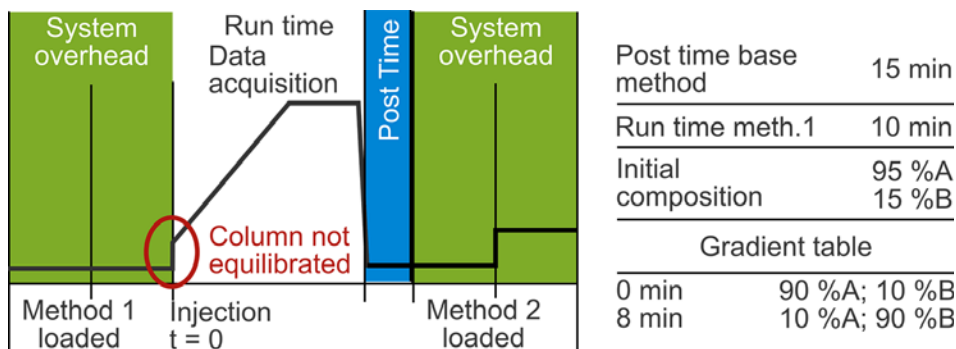 System
overhead
Run time
Data
acquisition
Post Time
System
overhead
Column not
equilibrated
Method 1
loaded
Injection
t = 0
Method 2
loaded
Post time base
method
15 min
Run time meth.1
10 min
Initial
composition
95 %A
15 %B
Gradient table
0 min 90 %A; 10 %B
8 min 10 %A; 90 %B